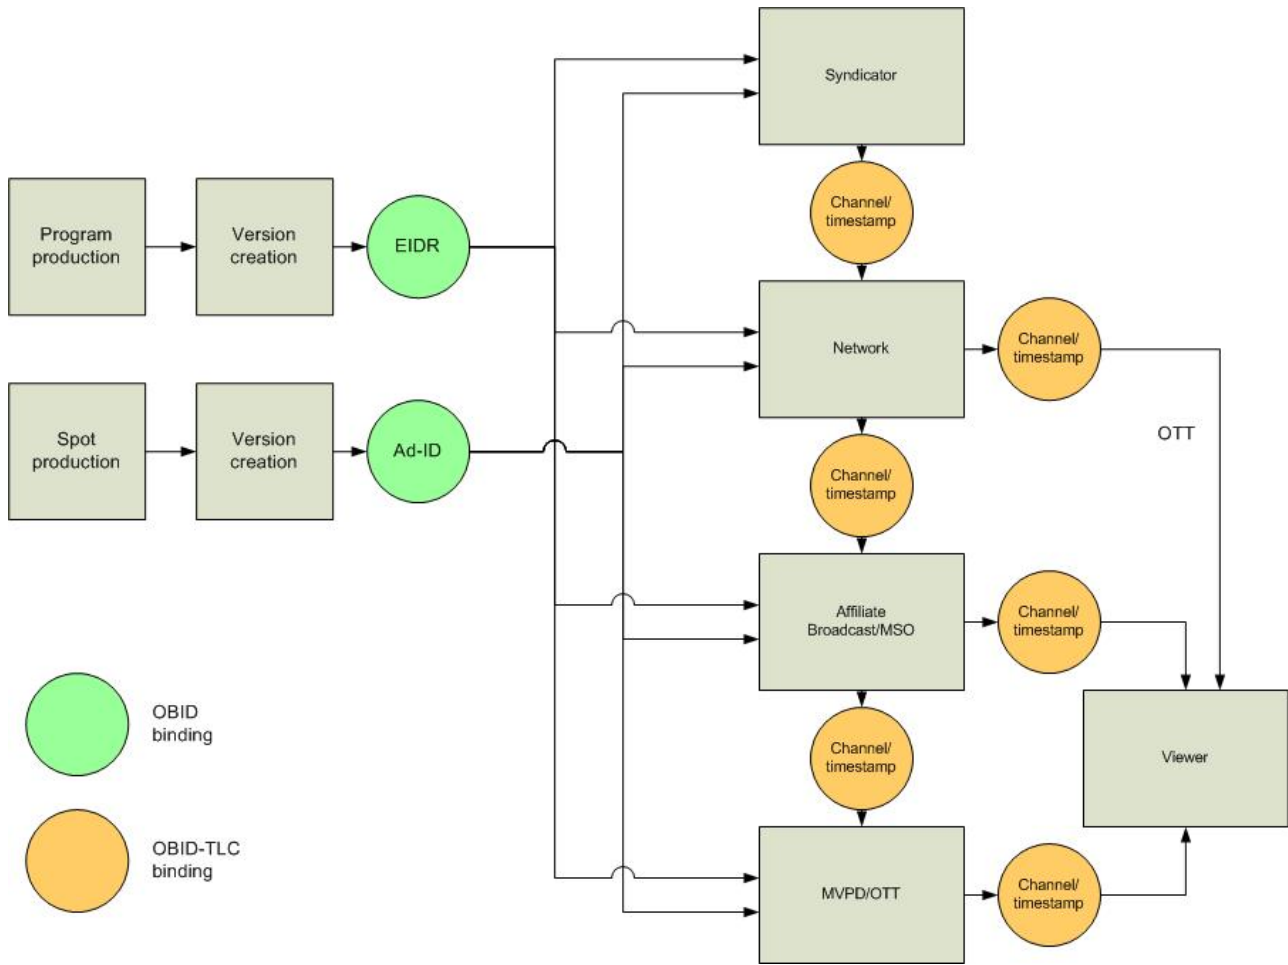 Syndicator
Channel/
timestamp
Program
production
Version
creation
EIDR
Network
Channel/
timestamp
Spot
production
Version
creation
Ad-ID
OTT
Channel/
timestamp
Affiliate
Broadcast/MSO
Channel/
timestamp
OBID
binding
Channel/
timestamp
Viewer
OBID-TLC
binding
MVPD/OTT
Channel/
timestamp